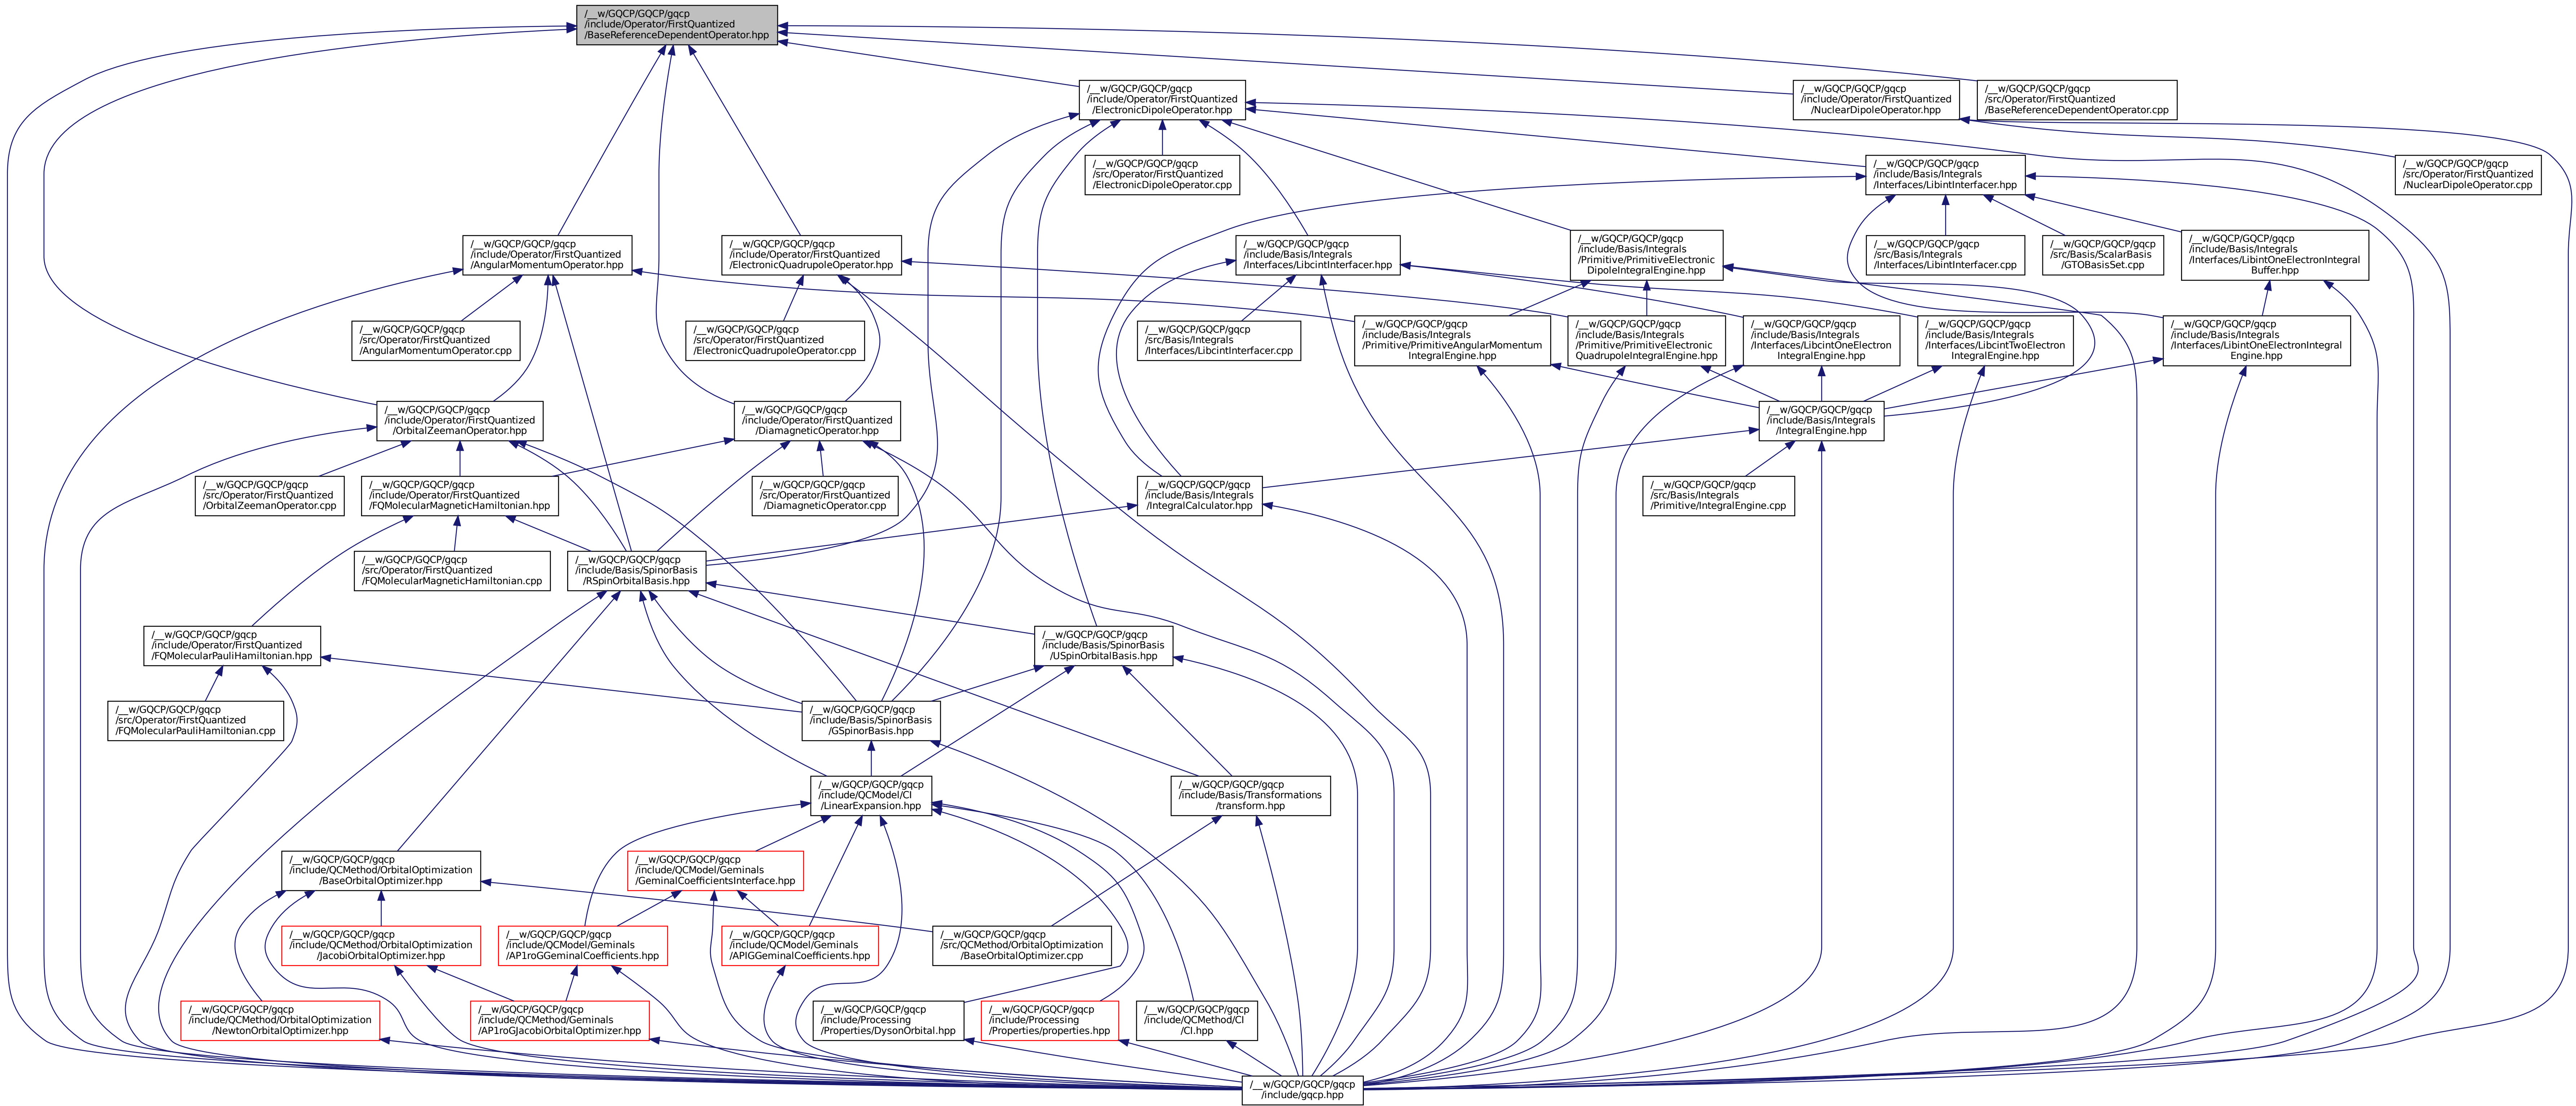 /__w/GQCP/GQCP/gqcp
/include/Operator/FirstQuantized
/BaseReferenceDependentOperator.hpp
/__w/GQCP/GQCP/gqcp
/include/Operator/FirstQuantized
/ElectronicDipoleOperator.hpp
/__w/GQCP/GQCP/gqcp
/include/Operator/FirstQuantized
/NuclearDipoleOperator.hpp
/__w/GQCP/GQCP/gqcp
/src/Operator/FirstQuantized
/BaseReferenceDependentOperator.cpp
/__w/GQCP/GQCP/gqcp
/src/Operator/FirstQuantized
/ElectronicDipoleOperator.cpp
/__w/GQCP/GQCP/gqcp
/include/Basis/Integrals
/Interfaces/LibintInterfacer.hpp
/__w/GQCP/GQCP/gqcp
/src/Operator/FirstQuantized
/NuclearDipoleOperator.cpp
/__w/GQCP/GQCP/gqcp
/include/Operator/FirstQuantized
/AngularMomentumOperator.hpp
/__w/GQCP/GQCP/gqcp
/include/Operator/FirstQuantized
/ElectronicQuadrupoleOperator.hpp
/__w/GQCP/GQCP/gqcp
/include/Basis/Integrals
/Interfaces/LibcintInterfacer.hpp
/__w/GQCP/GQCP/gqcp
/include/Basis/Integrals
/Primitive/PrimitiveElectronic
DipoleIntegralEngine.hpp
/__w/GQCP/GQCP/gqcp
/src/Basis/Integrals
/Interfaces/LibintInterfacer.cpp
/__w/GQCP/GQCP/gqcp
/src/Basis/ScalarBasis
/GTOBasisSet.cpp
/__w/GQCP/GQCP/gqcp
/include/Basis/Integrals
/Interfaces/LibintOneElectronIntegral
Buffer.hpp
/__w/GQCP/GQCP/gqcp
/src/Operator/FirstQuantized
/AngularMomentumOperator.cpp
/__w/GQCP/GQCP/gqcp
/src/Operator/FirstQuantized
/ElectronicQuadrupoleOperator.cpp
/__w/GQCP/GQCP/gqcp
/src/Basis/Integrals
/Interfaces/LibcintInterfacer.cpp
/__w/GQCP/GQCP/gqcp
/include/Basis/Integrals
/Primitive/PrimitiveAngularMomentum
IntegralEngine.hpp
/__w/GQCP/GQCP/gqcp
/include/Basis/Integrals
/Primitive/PrimitiveElectronic
QuadrupoleIntegralEngine.hpp
/__w/GQCP/GQCP/gqcp
/include/Basis/Integrals
/Interfaces/LibcintOneElectron
IntegralEngine.hpp
/__w/GQCP/GQCP/gqcp
/include/Basis/Integrals
/Interfaces/LibcintTwoElectron
IntegralEngine.hpp
/__w/GQCP/GQCP/gqcp
/include/Basis/Integrals
/Interfaces/LibintOneElectronIntegral
Engine.hpp
/__w/GQCP/GQCP/gqcp
/include/Operator/FirstQuantized
/OrbitalZeemanOperator.hpp
/__w/GQCP/GQCP/gqcp
/include/Operator/FirstQuantized
/DiamagneticOperator.hpp
/__w/GQCP/GQCP/gqcp
/include/Basis/Integrals
/IntegralEngine.hpp
/__w/GQCP/GQCP/gqcp
/src/Operator/FirstQuantized
/OrbitalZeemanOperator.cpp
/__w/GQCP/GQCP/gqcp
/include/Operator/FirstQuantized
/FQMolecularMagneticHamiltonian.hpp
/__w/GQCP/GQCP/gqcp
/src/Operator/FirstQuantized
/DiamagneticOperator.cpp
/__w/GQCP/GQCP/gqcp
/include/Basis/Integrals
/IntegralCalculator.hpp
/__w/GQCP/GQCP/gqcp
/src/Basis/Integrals
/Primitive/IntegralEngine.cpp
/__w/GQCP/GQCP/gqcp
/src/Operator/FirstQuantized
/FQMolecularMagneticHamiltonian.cpp
/__w/GQCP/GQCP/gqcp
/include/Basis/SpinorBasis
/RSpinOrbitalBasis.hpp
/__w/GQCP/GQCP/gqcp
/include/Operator/FirstQuantized
/FQMolecularPauliHamiltonian.hpp
/__w/GQCP/GQCP/gqcp
/include/Basis/SpinorBasis
/USpinOrbitalBasis.hpp
/__w/GQCP/GQCP/gqcp
/src/Operator/FirstQuantized
/FQMolecularPauliHamiltonian.cpp
/__w/GQCP/GQCP/gqcp
/include/Basis/SpinorBasis
/GSpinorBasis.hpp
/__w/GQCP/GQCP/gqcp
/include/QCModel/CI
/LinearExpansion.hpp
/__w/GQCP/GQCP/gqcp
/include/Basis/Transformations
/transform.hpp
/__w/GQCP/GQCP/gqcp
/include/QCMethod/OrbitalOptimization
/BaseOrbitalOptimizer.hpp
/__w/GQCP/GQCP/gqcp
/include/QCModel/Geminals
/GeminalCoefficientsInterface.hpp
/__w/GQCP/GQCP/gqcp
/include/QCMethod/OrbitalOptimization
/JacobiOrbitalOptimizer.hpp
/__w/GQCP/GQCP/gqcp
/include/QCModel/Geminals
/AP1roGGeminalCoefficients.hpp
/__w/GQCP/GQCP/gqcp
/include/QCModel/Geminals
/APIGGeminalCoefficients.hpp
/__w/GQCP/GQCP/gqcp
/src/QCMethod/OrbitalOptimization
/BaseOrbitalOptimizer.cpp
/__w/GQCP/GQCP/gqcp
/include/QCMethod/OrbitalOptimization
/NewtonOrbitalOptimizer.hpp
/__w/GQCP/GQCP/gqcp
/include/QCMethod/Geminals
/AP1roGJacobiOrbitalOptimizer.hpp
/__w/GQCP/GQCP/gqcp
/include/Processing
/Properties/DysonOrbital.hpp
/__w/GQCP/GQCP/gqcp
/include/Processing
/Properties/properties.hpp
/__w/GQCP/GQCP/gqcp
/include/QCMethod/CI
/CI.hpp
/__w/GQCP/GQCP/gqcp
/include/gqcp.hpp